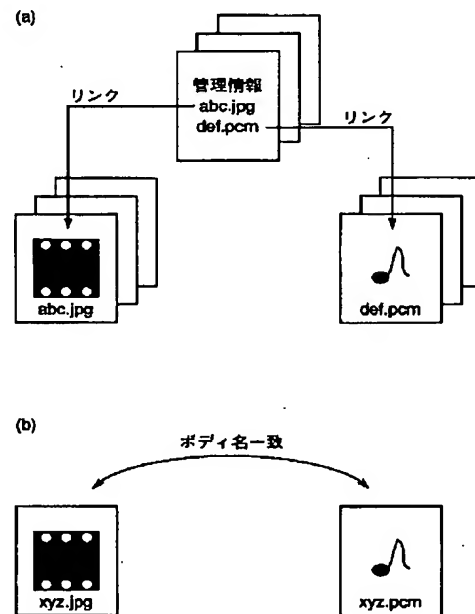 (a)
管理情報
abc.jpg
def.pcm
リンク
リンク
abc.jpg
def.pcm
(b)
ボディ名一致
xyz.jpg
xyz.pcm